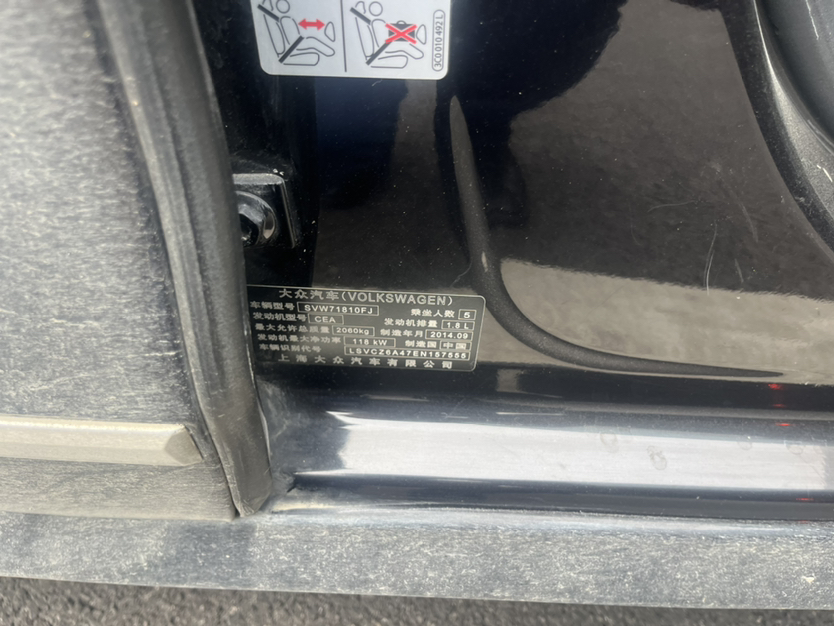 3C0 010 492 L
大众汽车(VOLKSWAGEN)
车辆型号 SVW71810FJ 乘坐人数 5
发动机型号 CEA 发动机排量 1.8 L
最大允许总质量 2060kg 制造年月 2014.09
发动机最大净功率 118 kW 制造国 中国
车辆识别代号 LSVCZ6A47EN157555
上海大众汽车有限公司